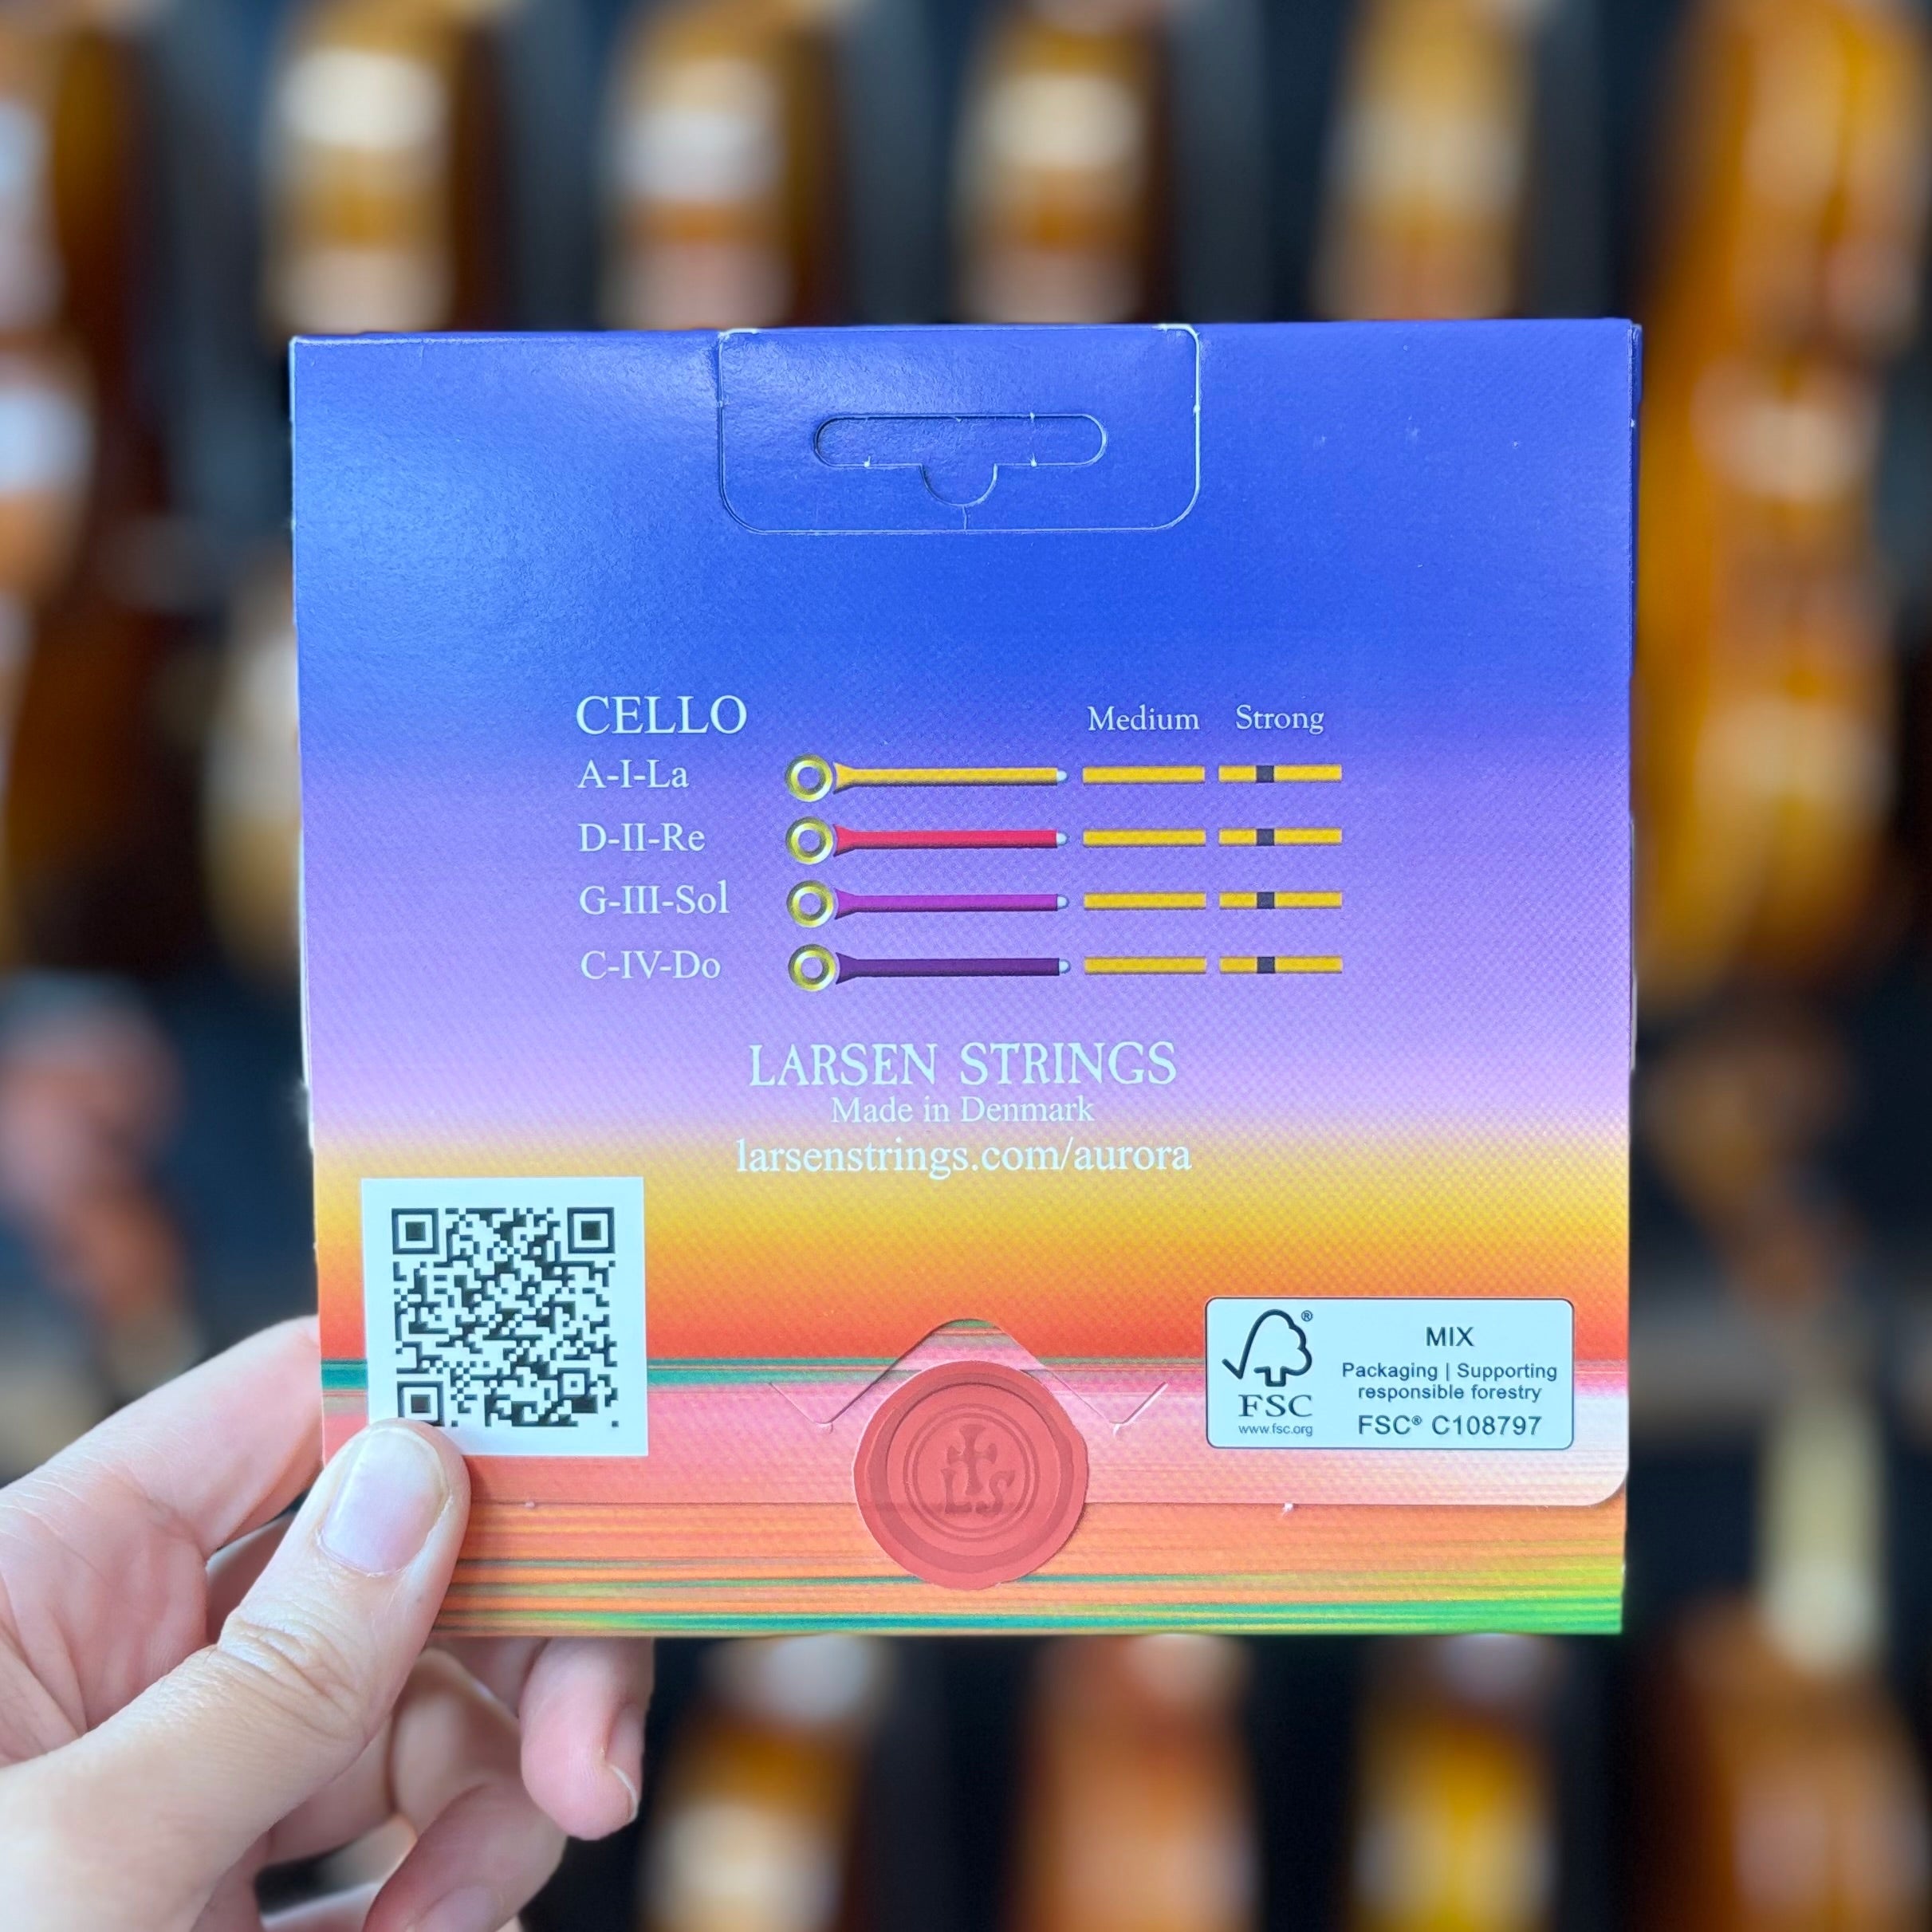 CELLO Medium Strong
A-I-La
D-II-Re
G-III-Sol
C-IV-Do
LARSEN STRINGS
Made in Denmark
larsenstrings.com/aurora
MIX
Packaging | Supporting
responsible forestry
FSC® C108797
®
FSC
www.fsc.org
LS